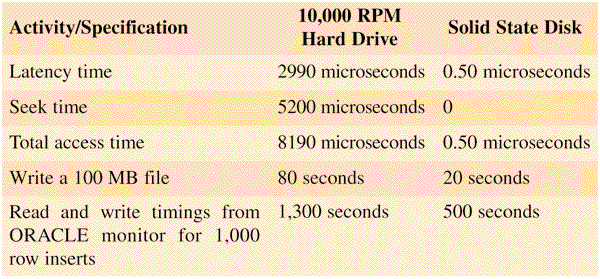 Activity/Specification 10,000 RPM Hard Drive Solid State Disk
Latency time 2990 microseconds 0.50 microseconds
Seek time 5200 microseconds 0
Total access time 8190 microseconds 0.50 microseconds
Write a 100 MB file 80 seconds 20 seconds
Read and write timings from 1,300 seconds 500 seconds
ORACLE monitor for 1,000
row inserts